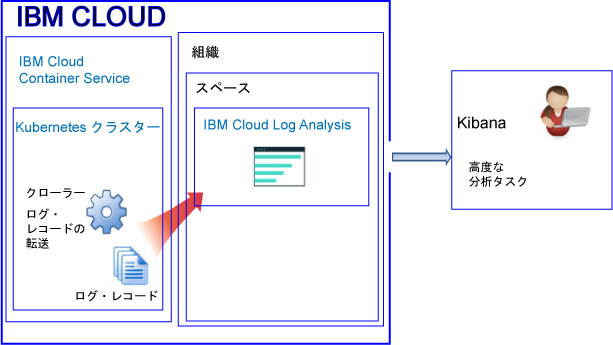 IBM CLOUD
IBM Cloud
Container Service
Kubernetes クラスター
クローラー
ログ・
レコードの
転送
ログ・レコード
組織
スペース
IBM Cloud Log Analysis
Kibana
高度な
分析タスク